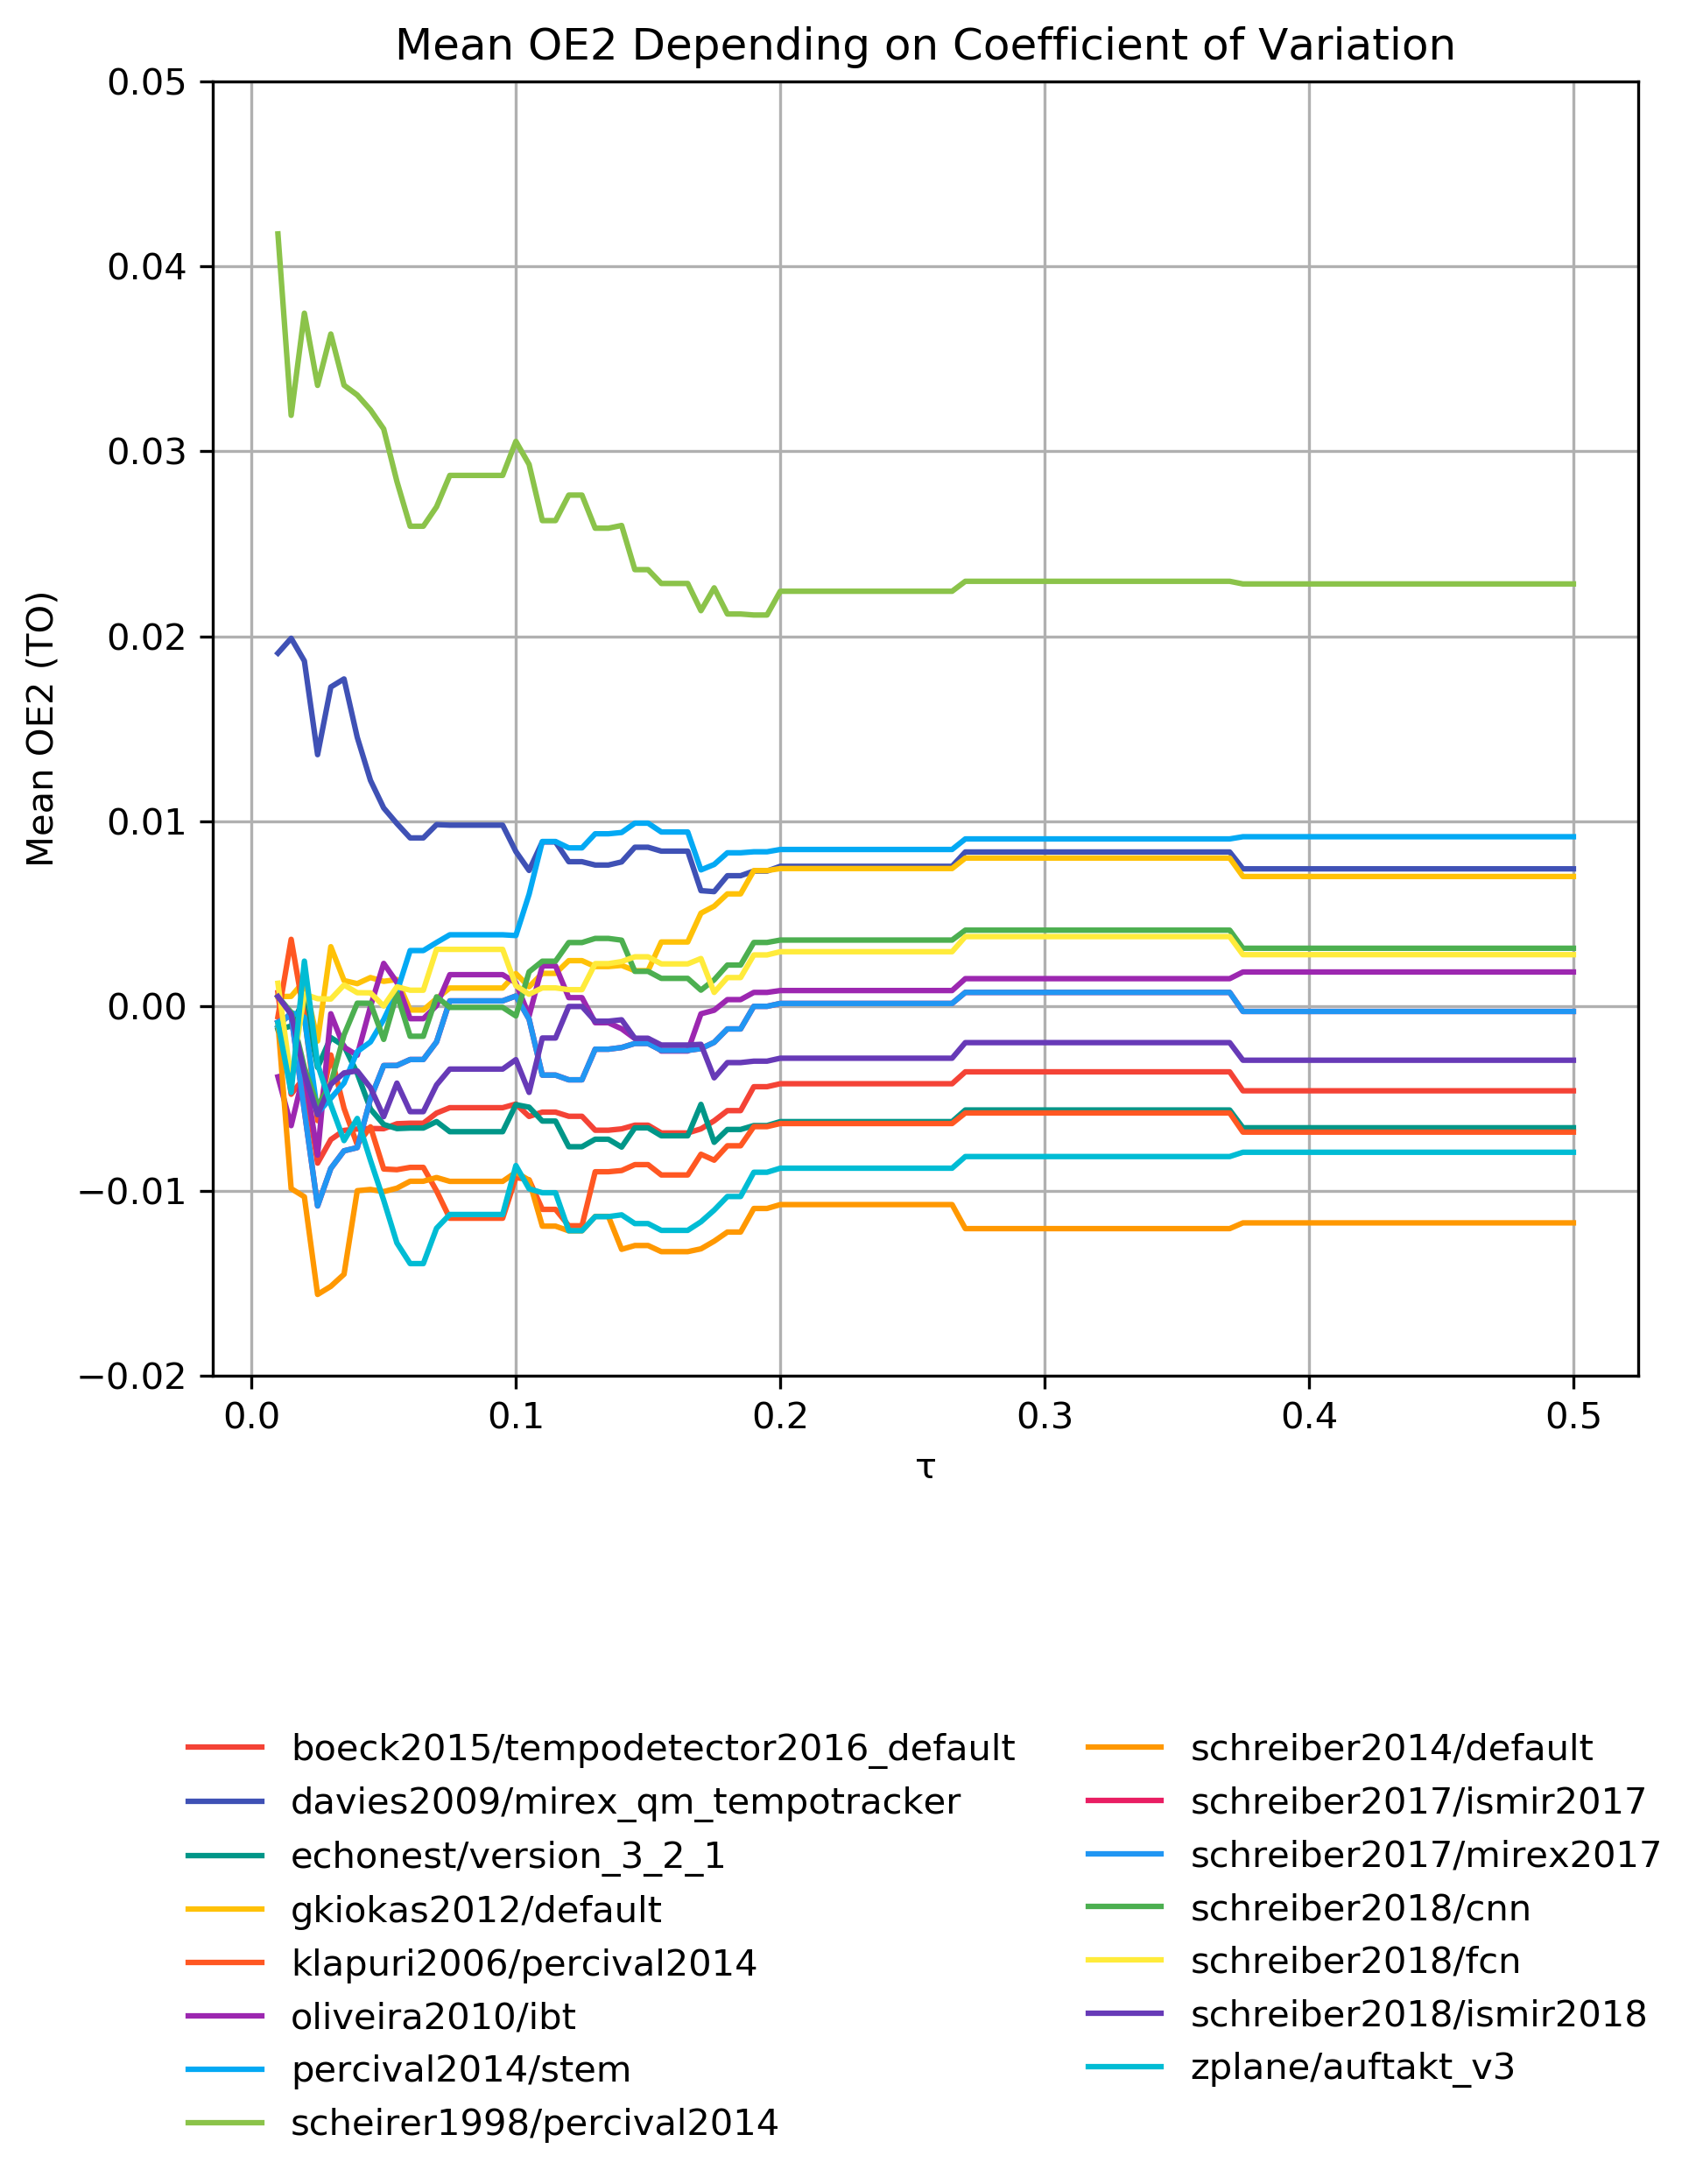 Mean OE2 Depending on Coefficient of Variation
0.05
0.04
0.03
0.02
0.01
0.00
−0.01
−0.02
Mean OE2 (TO)
0.0 0.1 0.2 0.3 0.4 0.5
τ
boeck2015/tempodetector2016_default
davies2009/mirex_qm_tempotracker
echonest/version_3_2_1
gkiokas2012/default
klapuri2006/percival2014
oliveira2010/ibt
percival2014/stem
scheirer1998/percival2014
schreiber2014/default
schreiber2017/ismir2017
schreiber2017/mirex2017
schreiber2018/cnn
schreiber2018/fcn
schreiber2018/ismir2018
zplane/auftakt_v3